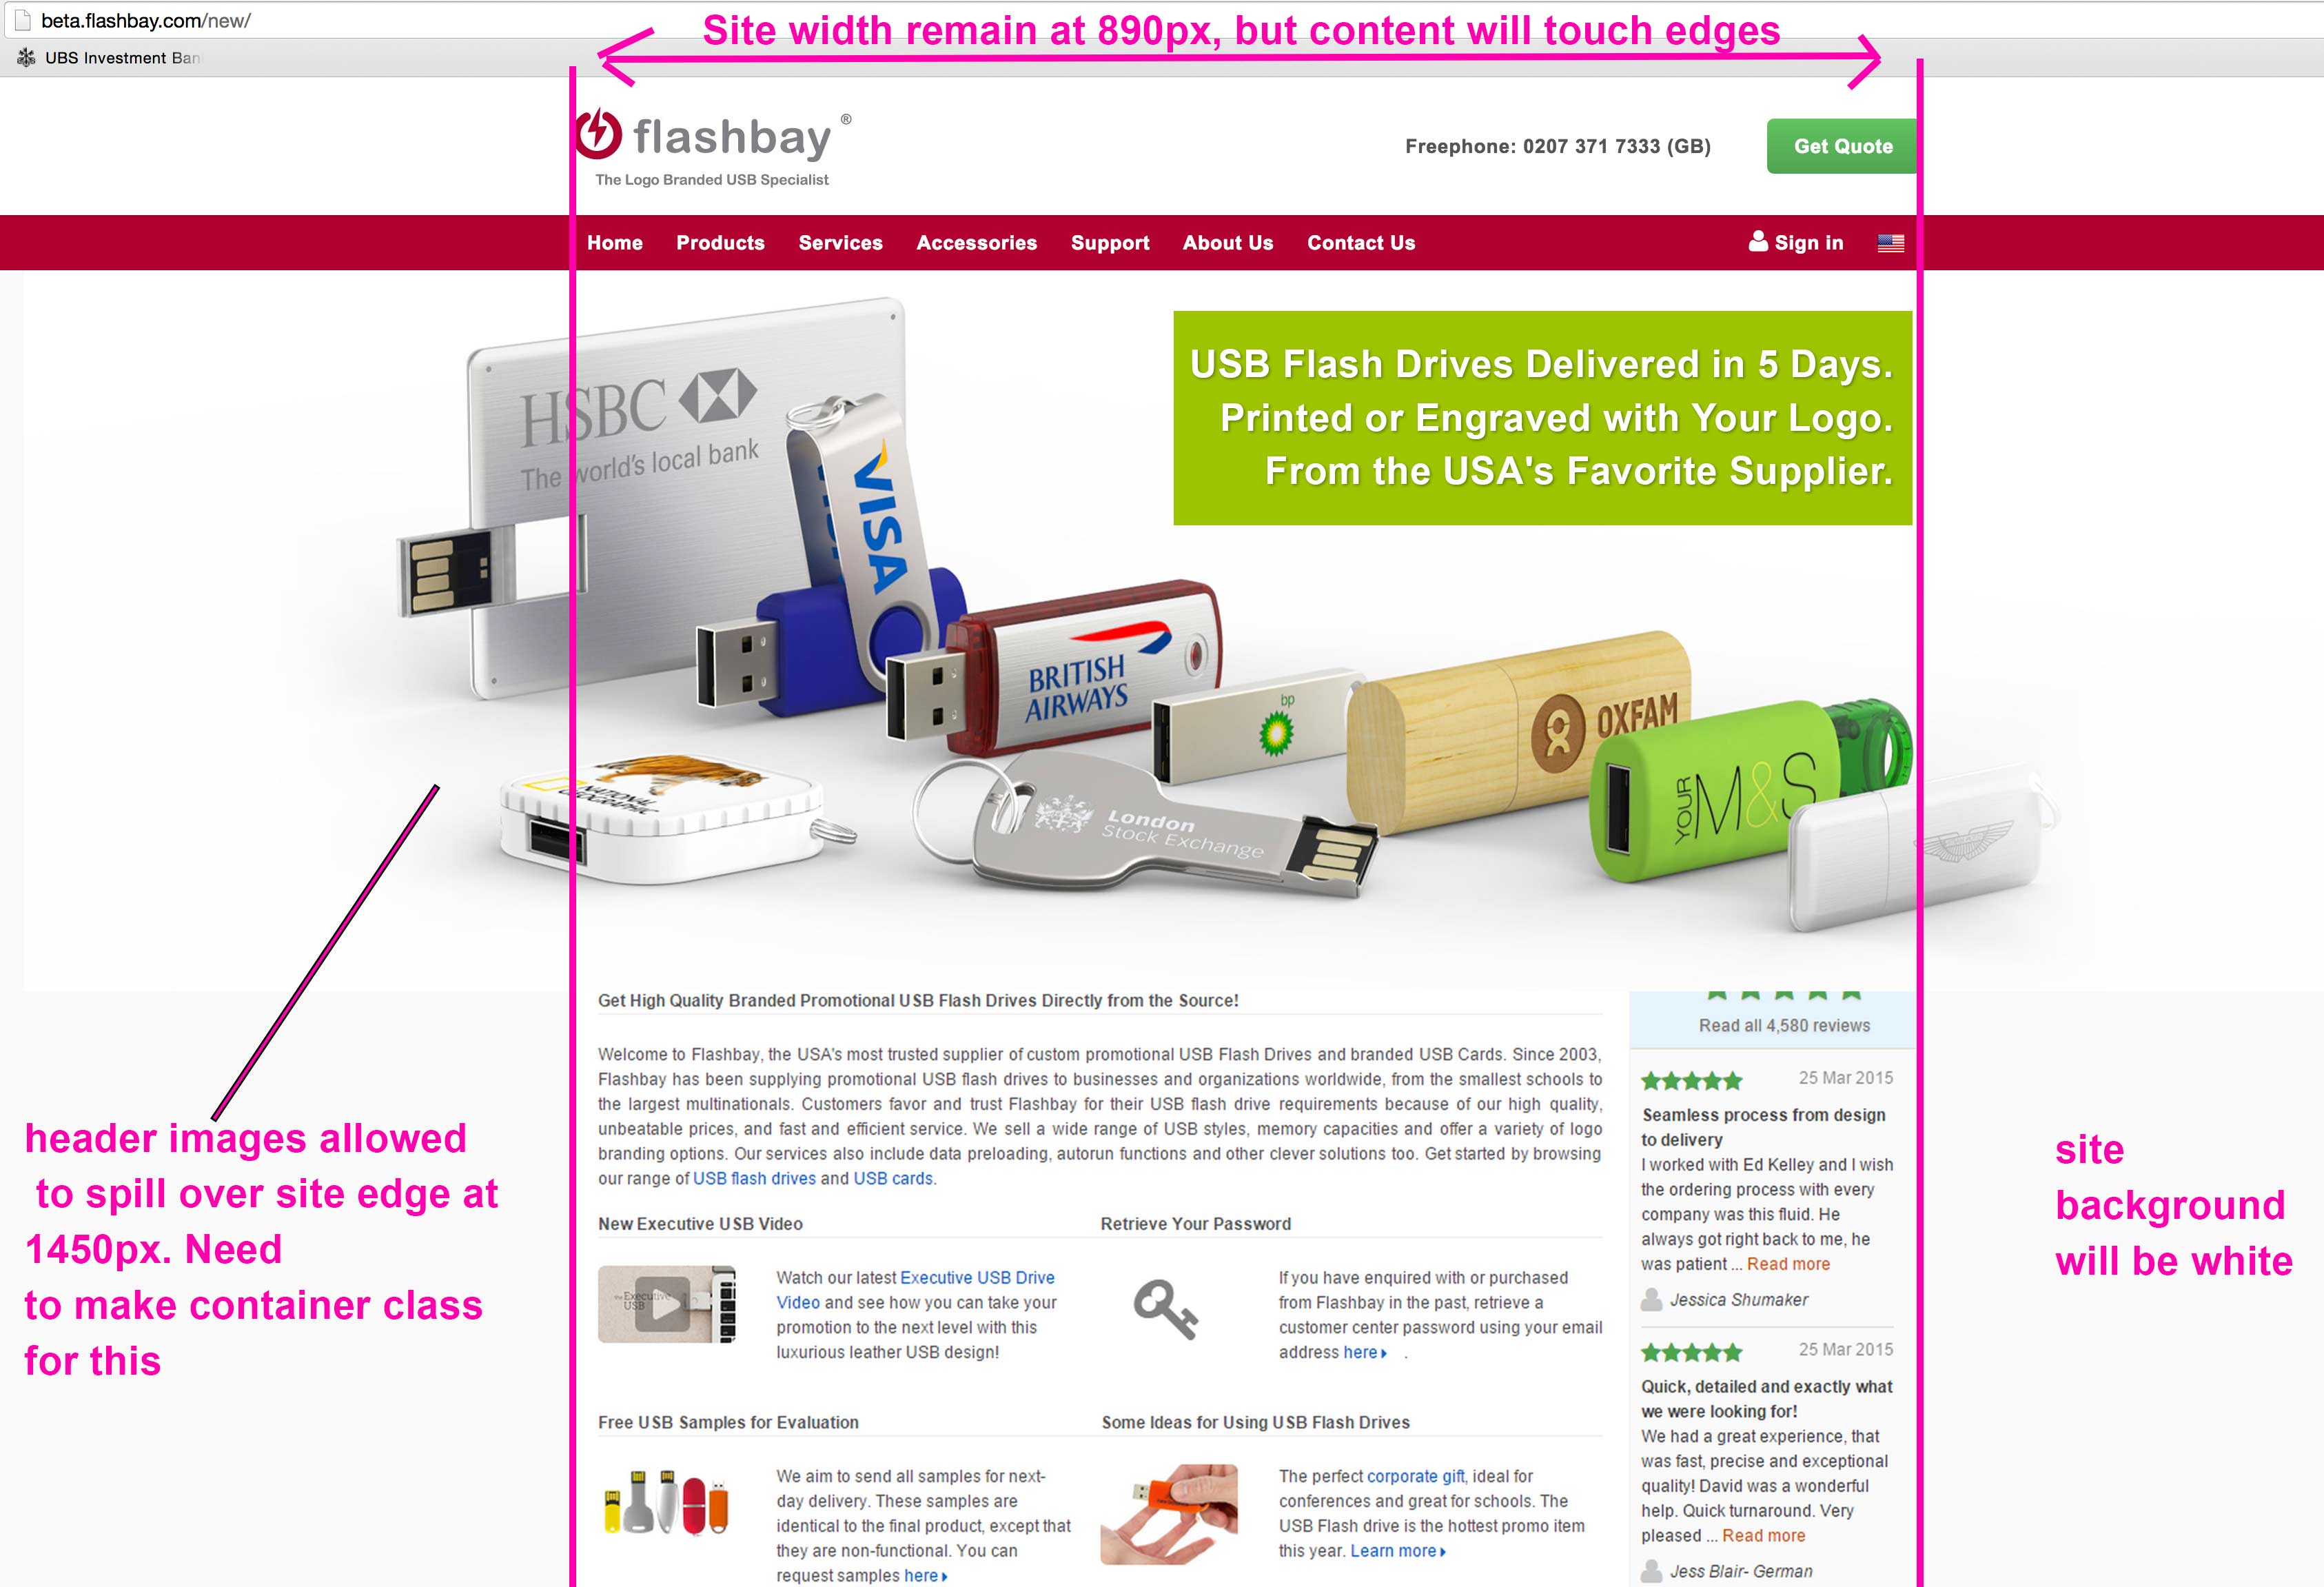 beta.flashbay.com/new/
Site width remain at 890px, but content will touch edges
UBS Investment Ban
flashbay ®
The Logo Branded USB Specialist
Freephone: 0207 371 7333 (GB)
Get Quote
Home Products Services Accessories Support About Us Contact Us Sign in
USB Flash Drives Delivered in 5 Days.
Printed or Engraved with Your Logo.
From the USA's Favorite Supplier.
HSBC
The world's local bank
VISA
BRITISH
AIRWAYS
bp
OXFAM
YOUR
M&S
NATIONAL
GEOGRAPHIC
London
Stock Exchange
header images allowed
to spill over site edge at
1450px. Need
to make container class
for this
site
background
will be white
Get High Quality Branded Promotional USB Flash Drives Directly from the Source!
Welcome to Flashbay, the USA's most trusted supplier of custom promotional USB Flash Drives and branded USB Cards. Since 2003,
Flashbay has been supplying promotional USB flash drives to businesses and organizations worldwide, from the smallest schools to
the largest multinationals. Customers favor and trust Flashbay for their USB flash drive requirements because of our high quality,
unbeatable prices, and fast and efficient service. We sell a wide range of USB styles, memory capacities and offer a variety of logo
branding options. Our services also include data preloading, autorun functions and other clever solutions too. Get started by browsing
our range of USB flash drives and USB cards.
New Executive USB Video
the Executive
USB
Watch our latest Executive USB Drive
Video and see how you can take your
promotion to the next level with this
luxurious leather USB design!
Retrieve Your Password
If you have enquired with or purchased
from Flashbay in the past, retrieve a
customer center password using your email
address here .
Free USB Samples for Evaluation
We aim to send all samples for next-
day delivery. These samples are
identical to the final product, except that
they are non-functional. You can
request samples here
Some Ideas for Using USB Flash Drives
The perfect corporate gift, ideal for
conferences and great for schools. The
USB Flash drive is the hottest promo item
this year. Learn more
Read all 4,580 reviews
25 Mar 2015
Seamless process from design
to delivery
I worked with Ed Kelley and I wish
the ordering process with every
company was this fluid. He
always got right back to me, he
was patient ... Read more
Jessica Shumaker
25 Mar 2015
Quick, detailed and exactly what
we were looking for!
We had a great experience, that
was fast, precise and exceptional
quality! David was a wonderful
help. Quick turnaround. Very
pleased ... Read more
Jess Blair- German